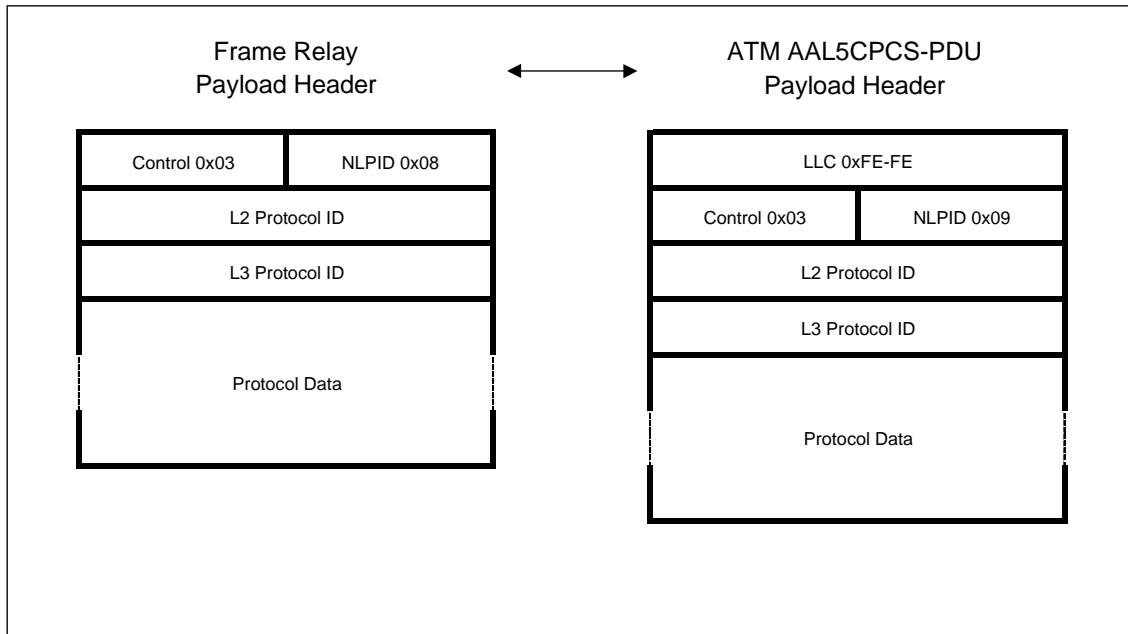 Frame Relay
Payload Header
ATM AAL5CPCS-PDU
Payload Header
Control 0x03
NLPID 0x08
L2 Protocol ID
L3 Protocol ID
Protocol Data
LLC 0xFE-FE
Control 0x03
NLPID 0x09
L2 Protocol ID
L3 Protocol ID
Protocol Data